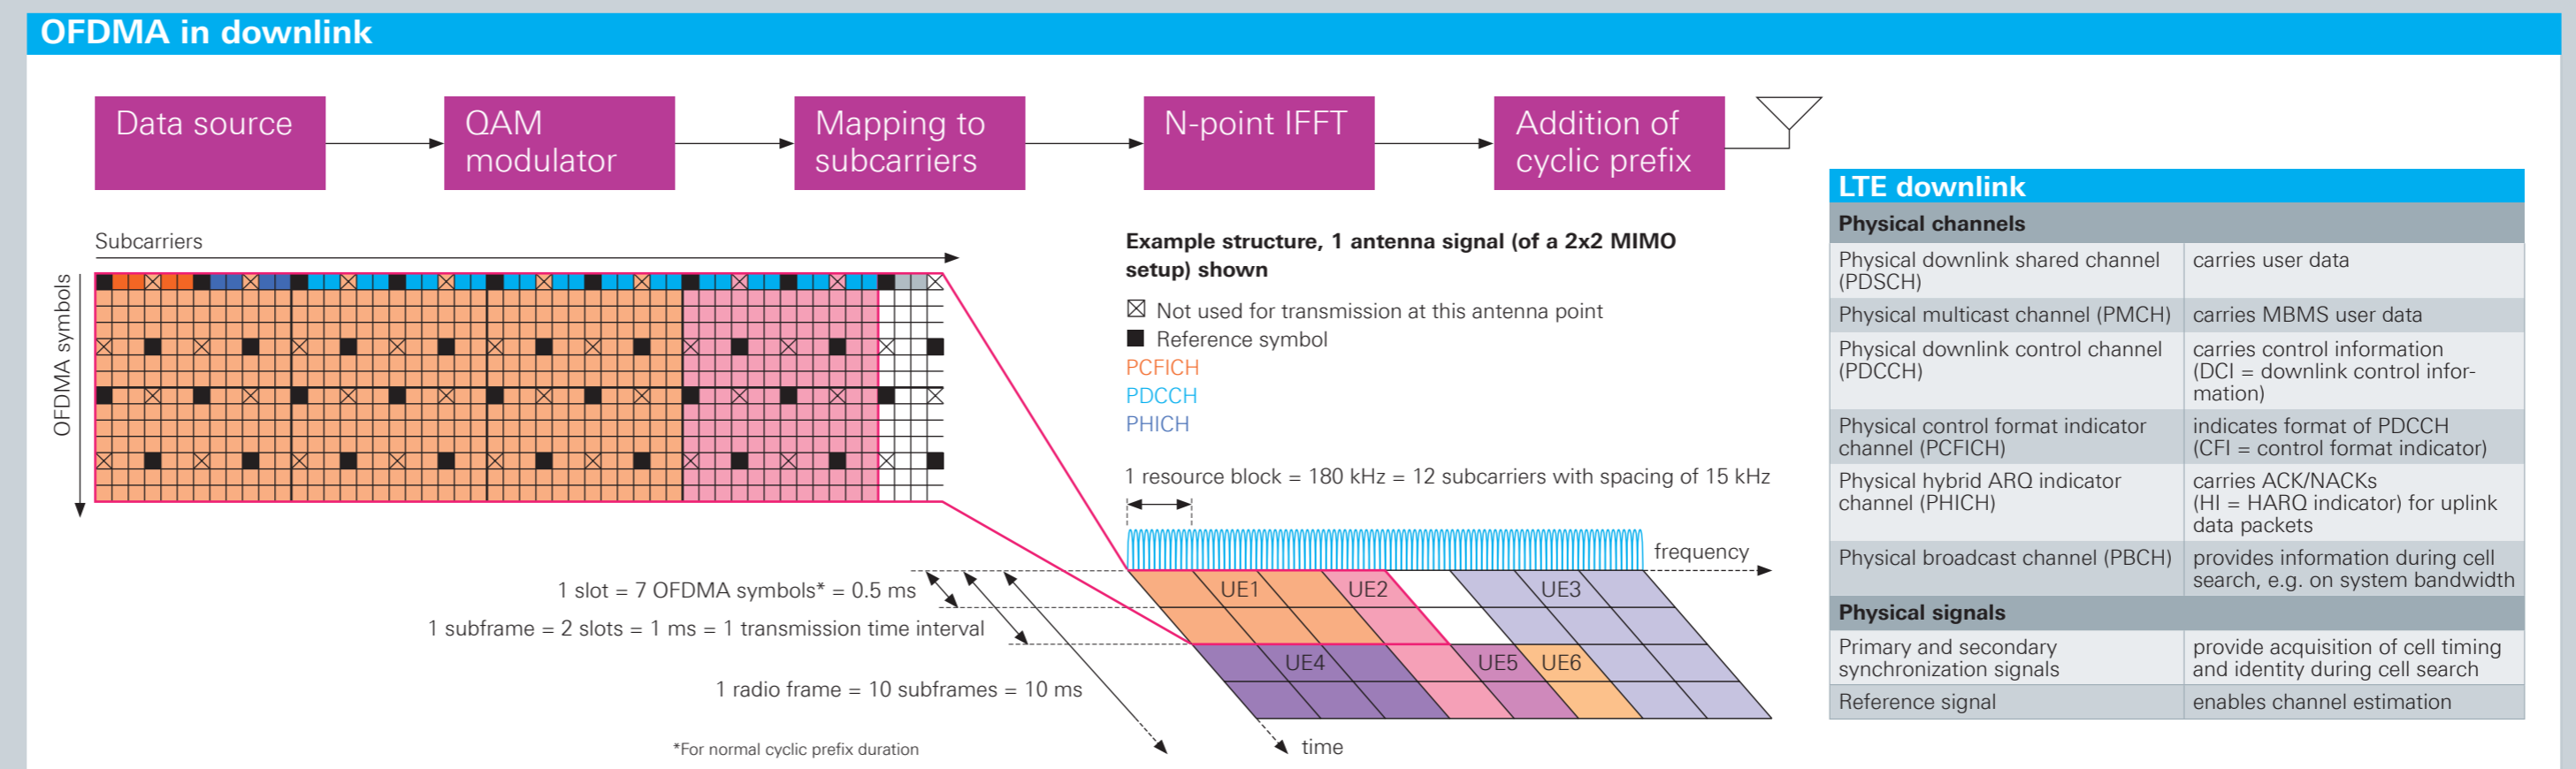 OFDMA in downlink
Data source
QAM
modulator
Mapping to
subcarriers
N-point IFFT
Addition of
cyclic prefix
Subcarriers
OFDMA symbols
Example structure, 1 antenna signal (of a 2x2 MIMO
setup) shown
Not used for transmission at this antenna point
Reference symbol
PCFICH
PDCCH
PHICH
1 resource block = 180 kHz = 12 subcarriers with spacing of 15 kHz
frequency
1 slot = 7 OFDMA symbols* = 0.5 ms
1 subframe = 2 slots = 1 ms = 1 transmission time interval
1 radio frame = 10 subframes = 10 ms
*For normal cyclic prefix duration
UE1
UE2
UE3
UE4
UE5
UE6
time
LTE downlink
Physical channels
Physical downlink shared channel
(PDSCH)
carries user data
Physical multicast channel (PMCH)
carries MBMS user data
Physical downlink control channel
(PDCCH)
carries control information
(DCI = downlink control infor-
mation)
Physical control format indicator
channel (PCFICH)
indicates format of PDCCH
(CFI = control format indicator)
Physical hybrid ARQ indicator
channel (PHICH)
carries ACK/NACKs
(HI = HARQ indicator) for uplink
data packets
Physical broadcast channel (PBCH)
provides information during cell
search, e.g. on system bandwidth
Physical signals
Primary and secondary
synchronization signals
provide acquisition of cell timing
and identity during cell search
Reference signal
enables channel estimation